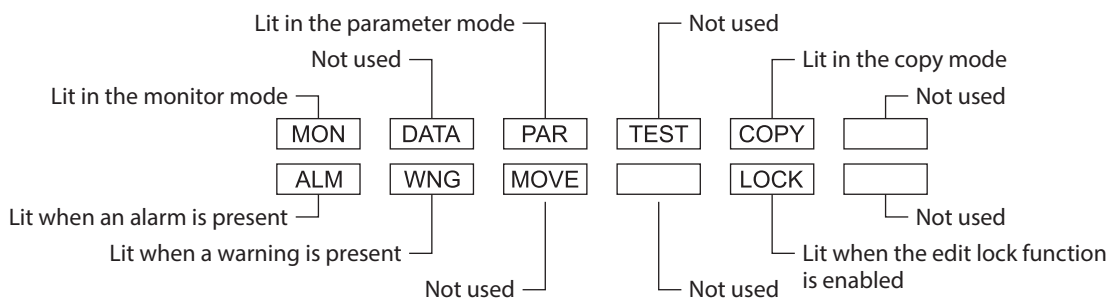 Lit in the parameter mode
Not used
Not used
Lit in the copy mode
Lit in the monitor mode
Not used
MON DATA PAR TEST COPY
ALM WNG MOVE LOCK
Lit when an alarm is present
Not used
Lit when a warning is present
Lit when the edit lock function
is enabled
Not used
Not used